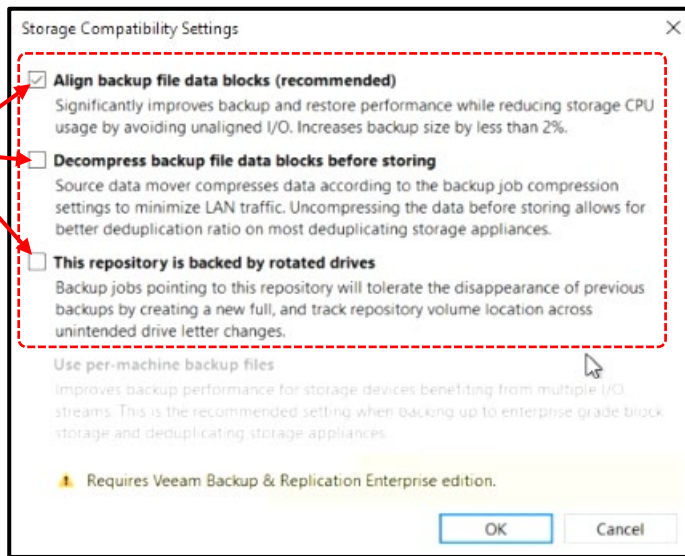 Storage Compatibility Settings
Align backup file data blocks (recommended)
Significantly improves backup and restore performance while reducing storage CPU
usage by avoiding unaligned I/O. Increases backup size by less than 2%.
Decompress backup file data blocks before storing
Source data mover compresses data according to the backup job compression
settings to minimize LAN traffic. Uncompressing the data before storing allows for
better deduplication ratio on most deduplicating storage appliances.
This repository is backed by rotated drives
Backup jobs pointing to this repository will tolerate the disappearance of previous
backups by creating a new full, and track repository volume location across
unintended drive letter changes.
Use per-machine backup files
Improves backup performance for storage devices benefiting from multiple I/O
streams. This is the recommended setting when backing up to enterprise grade block
storage and deduplicating storage appliances.
Requires Veeam Backup & Replication Enterprise edition.
OK
Cancel